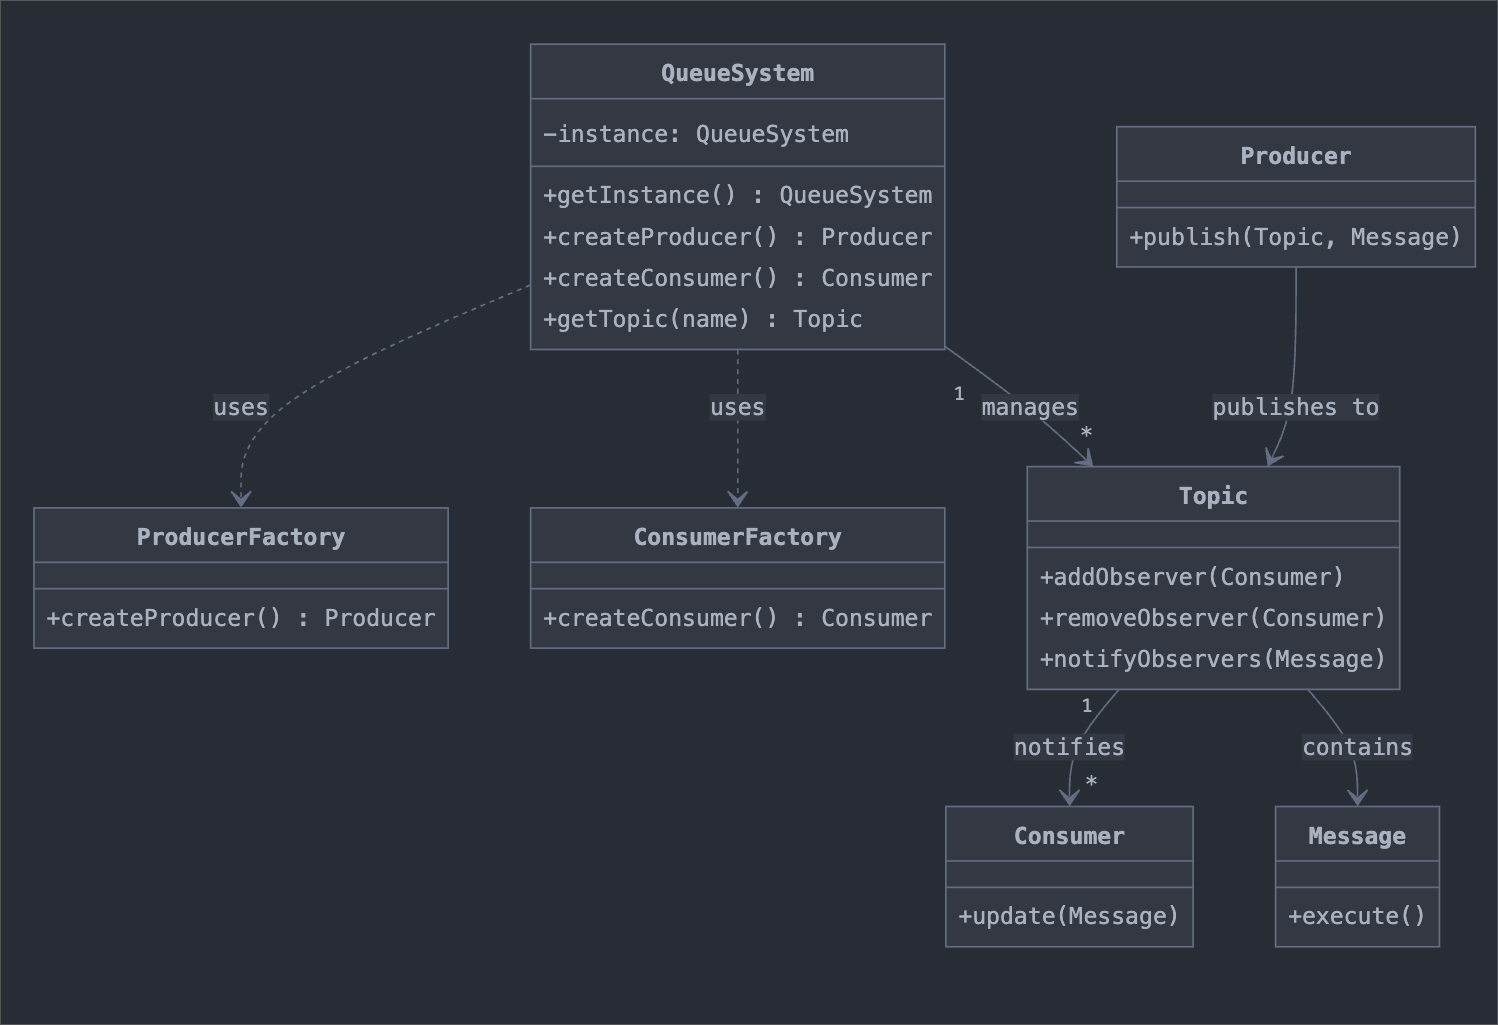 QueueSystem
-instance: QueueSystem
+getInstance() : QueueSystem
+createProducer() : Producer
+createConsumer() : Consumer
+getTopic(name) : Topic
Producer
+publish(Topic, Message)
uses
uses
1
manages
*
publishes to
ProducerFactory
+createProducer() : Producer
ConsumerFactory
+createConsumer() : Consumer
Topic
+addObserver(Consumer)
+removeObserver(Consumer)
+notifyObservers(Message)
1
notifies
*
contains
Consumer
+update(Message)
Message
+execute()